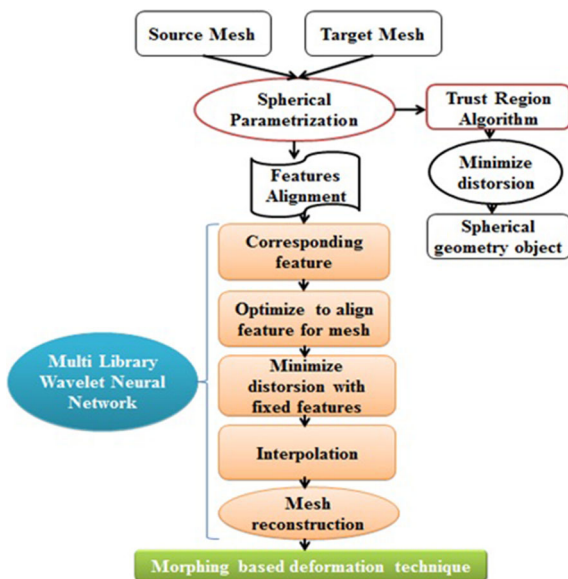 Source Mesh
Target Mesh
Spherical
Parametrization
Trust Region
Algorithm
Minimize
distorsion
Spherical
geometry object
Features
Alignment
Corresponding
feature
Optimize to align
feature for mesh
Minimize
distorsion with
fixed features
Interpolation
Mesh
reconstruction
Multi Library
Wavelet Neural
Network
Morphing based deformation technique